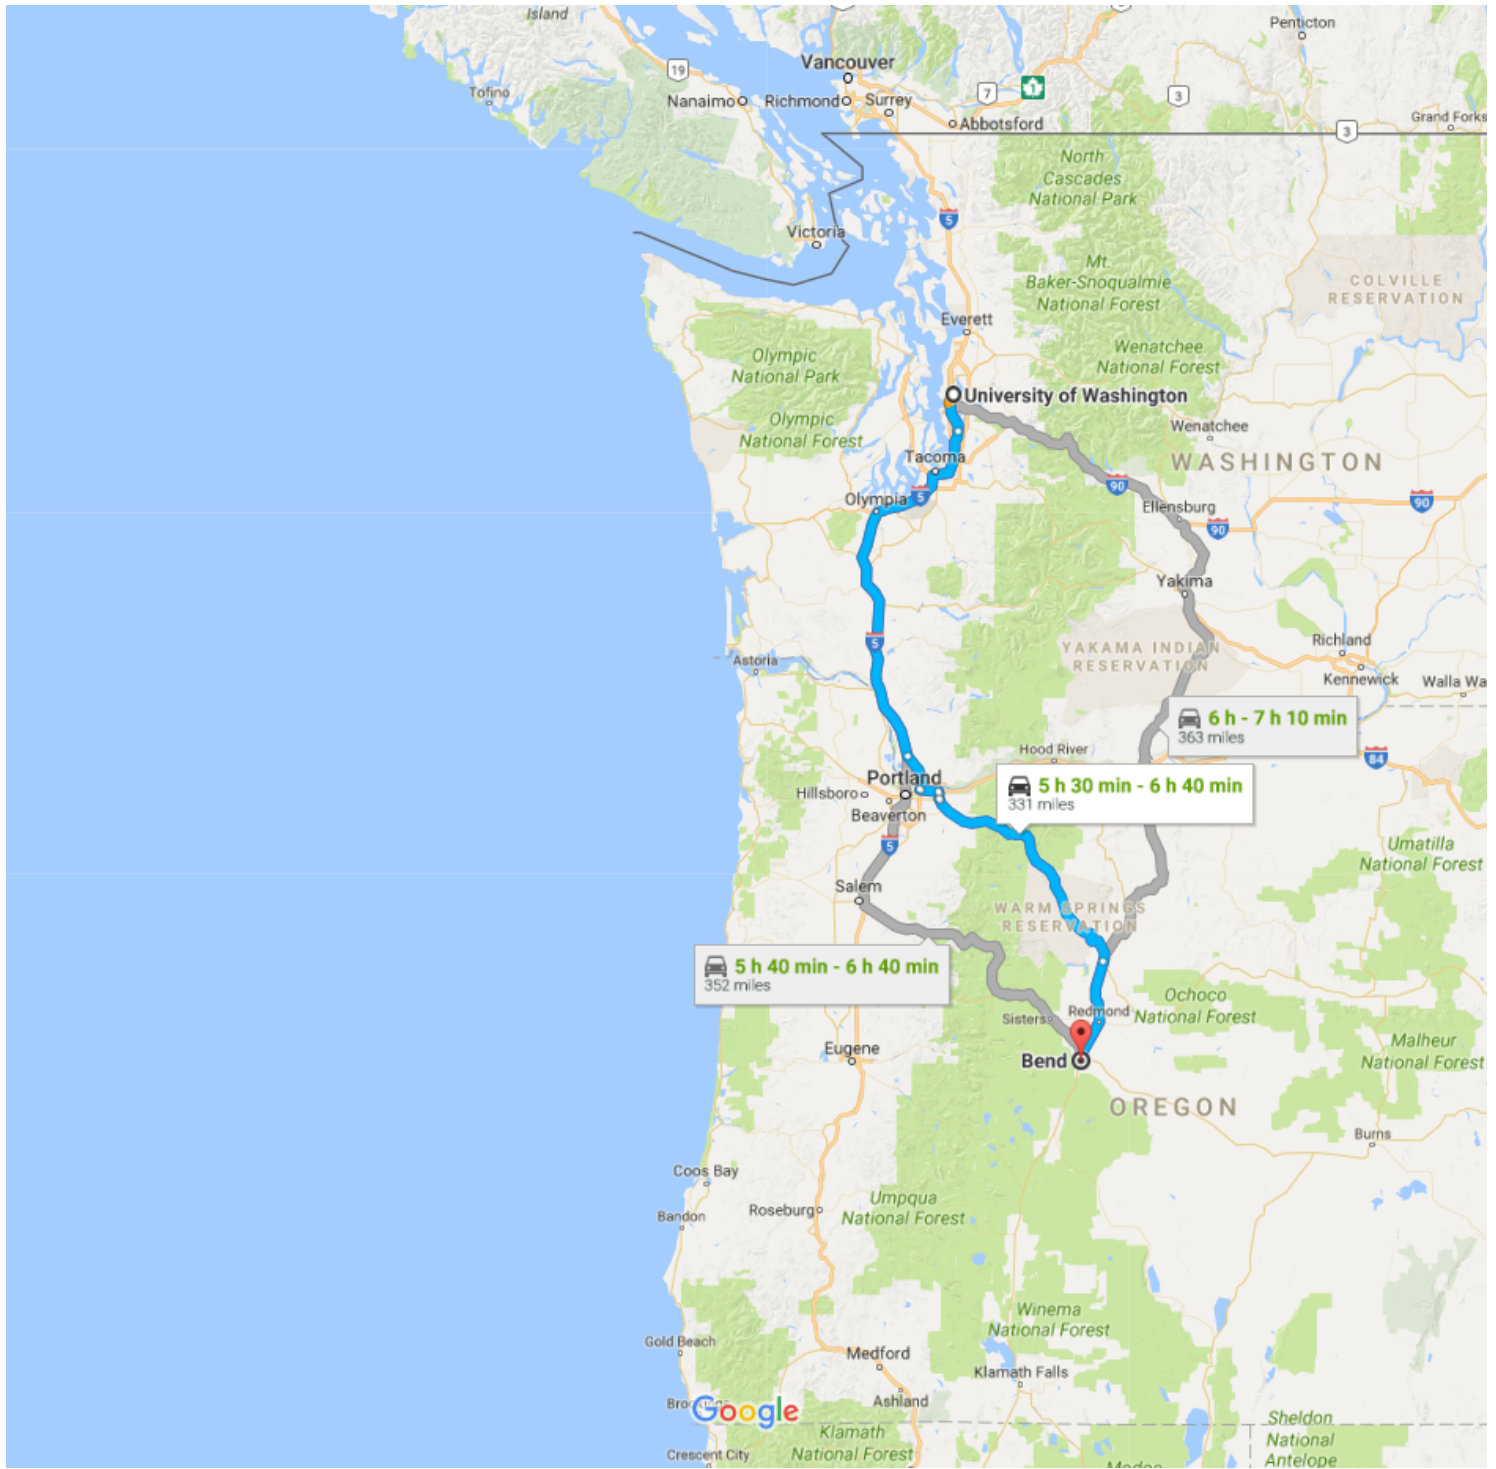 Island
Penticton
Vancouver
19
Tofino
Nanaimo
Richmond
Surrey
7
1
3
Abbotsford
Grand Forks
3
North
Cascades
National Park
5
Victoria
Mt.
Baker-Snoqualmie
National Forest
COLVILLE
RESERVATION
Everett
Olympic
National Park
Wenatchee
National Forest
University of Washington
Olympic
National Forest
Wenatchee
Tacoma
WASHINGTON
90
5
Olympia
90
Ellensburg
90
Yakima
5
YAKAMA INDIAN
RESERVATION
Richland
Astoria
Kennewick
Walla Wa
6 h - 7 h 10 min
363 miles
Hood River
84
Portland
5 h 30 min - 6 h 40 min
331 miles
Hillsboro
Beaverton
5
Umatilla
National Forest
Salem
WARM SPRINGS
RESERVATION
5 h 40 min - 6 h 40 min
352 miles
Ochoco
National Forest
Sisters
Redmond
Eugene
Bend
Malheur
National Forest
OREGON
Burns
Coos Bay
Umpqua
National Forest
Roseburg
Bandon
Winema
National Forest
Gold Beach
Medford
Klamath Falls
Ashland
Google
Klamath
National Forest
Sheldon
National
Antelope
Crescent City